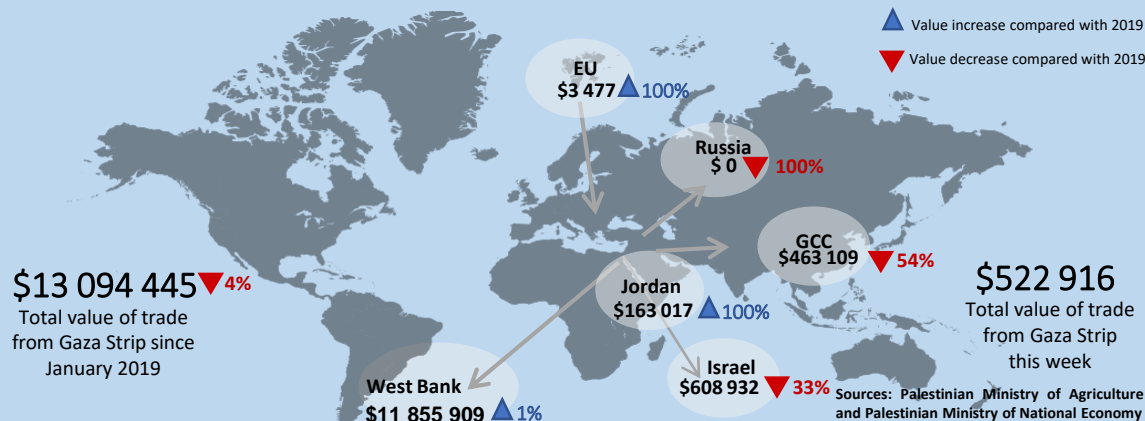 Value increase compared with 2019
Value decrease compared with 2019
EU
$3 477 100%
Russia
$ 0 100%
GCC
$463 109 54%
$13 094 445 4%
Total value of trade
from Gaza Strip since
January 2019
Jordan
$163 017 100%
$522 916
Total value of trade
from Gaza Strip
this week
West Bank
$11 855 909 1%
Israel
$608 932 33%
Sources: Palestinian Ministry of Agriculture
and Palestinian Ministry of National Economy